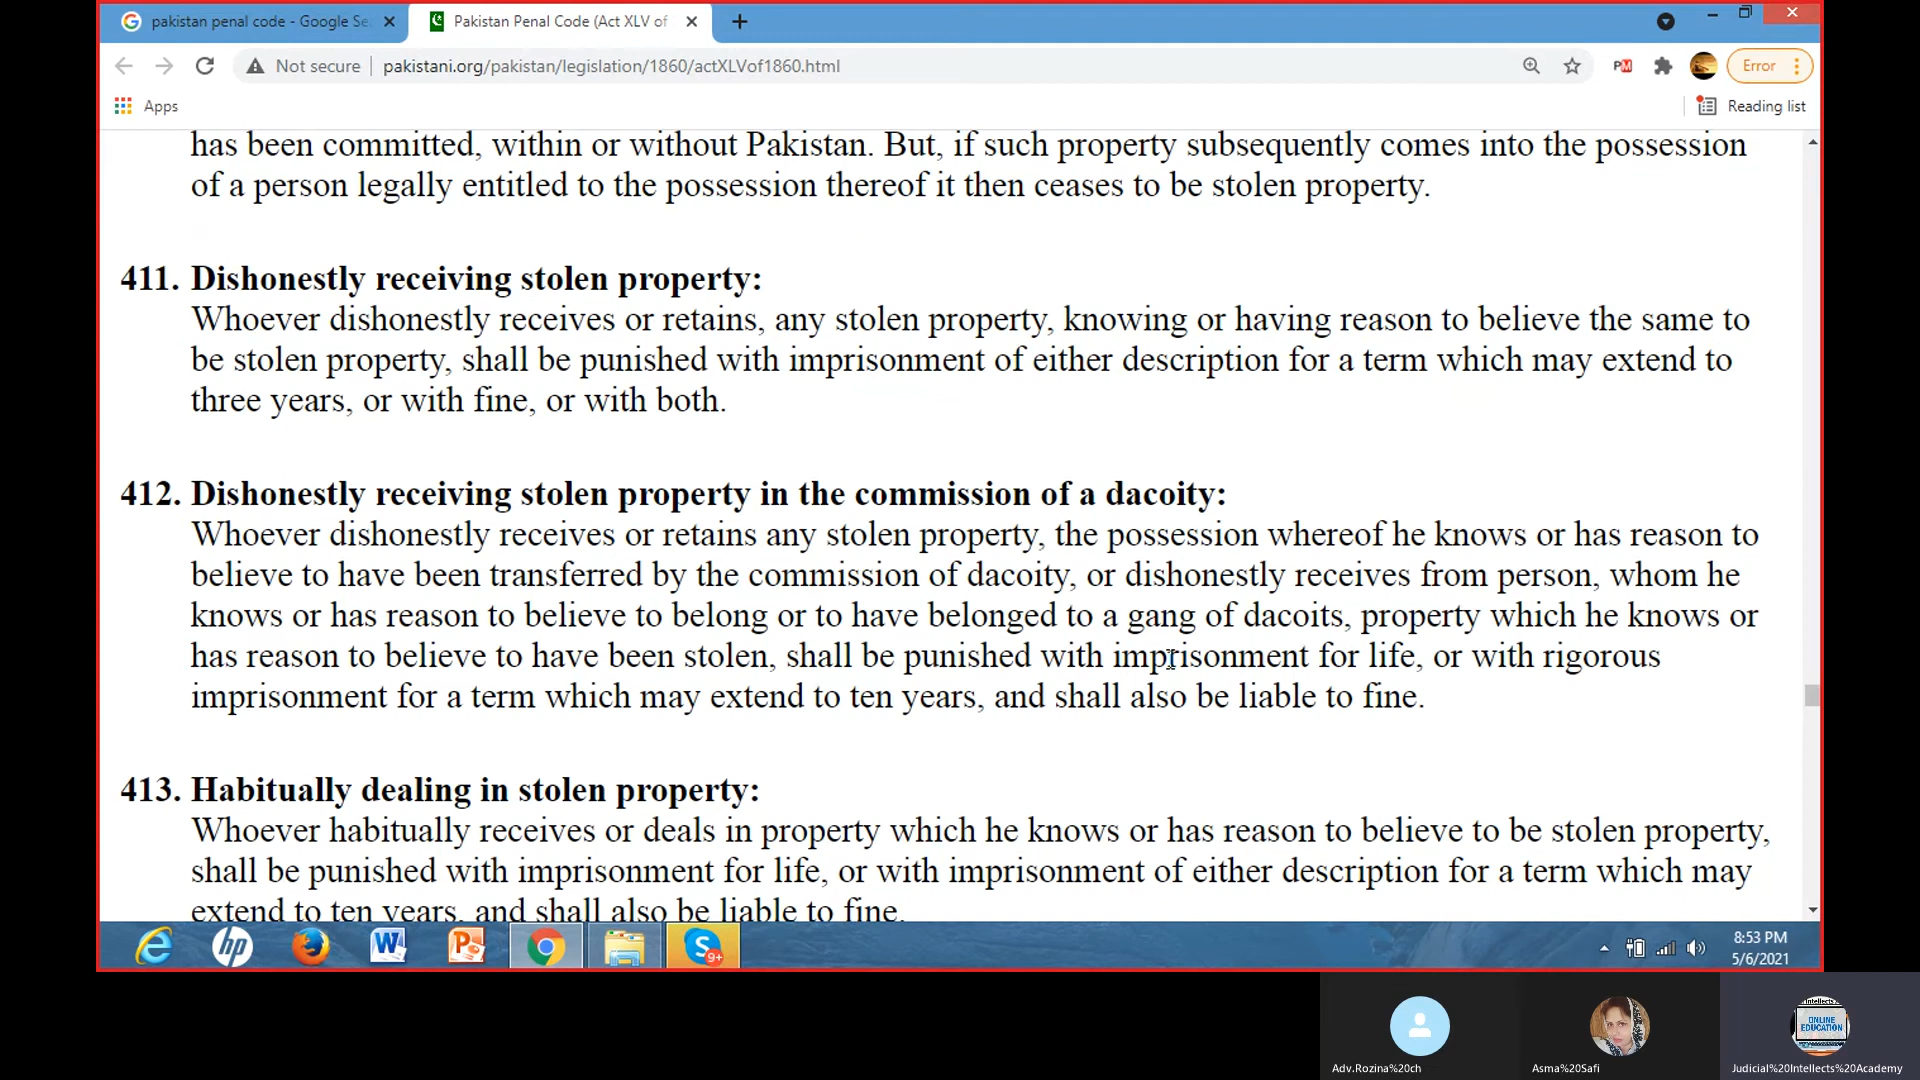 pakistan penal code - Google Se
Pakistan Penal Code (Act XLV of
Not secure
pakistani.org/pakistan/legislation/1860/actXLVof1860.html
PM
Error
Apps
Reading list
has been committed, within or without Pakistan. But, if such property subsequently comes into the possession
of a person legally entitled to the possession thereof it then ceases to be stolen property.
411. Dishonestly receiving stolen property:
Whoever dishonestly receives or retains, any stolen property, knowing or having reason to believe the same to
be stolen property, shall be punished with imprisonment of either description for a term which may extend to
three years, or with fine, or with both.
412. Dishonestly receiving stolen property in the commission of a dacoity:
Whoever dishonestly receives or retains any stolen property, the possession whereof he knows or has reason to
believe to have been transferred by the commission of dacoity, or dishonestly receives from person, whom he
knows or has reason to believe to belong or to have belonged to a gang of dacoits, property which he knows or
has reason to believe to have been stolen, shall be punished with imprisonment for life, or with rigorous
imprisonment for a term which may extend to ten years, and shall also be liable to fine.
413. Habitually dealing in stolen property:
Whoever habitually receives or deals in property which he knows or has reason to believe to be stolen property,
shall be punished with imprisonment for life, or with imprisonment of either description for a term which may
extend to ten years, and shall also be liable to fine.
hp
9+
8:53 PM
5/6/2021
ONLINE
EDUCATION
Adv.Rozina%20ch
Asma%20Safi
Judicial%20Intellects%20Academy